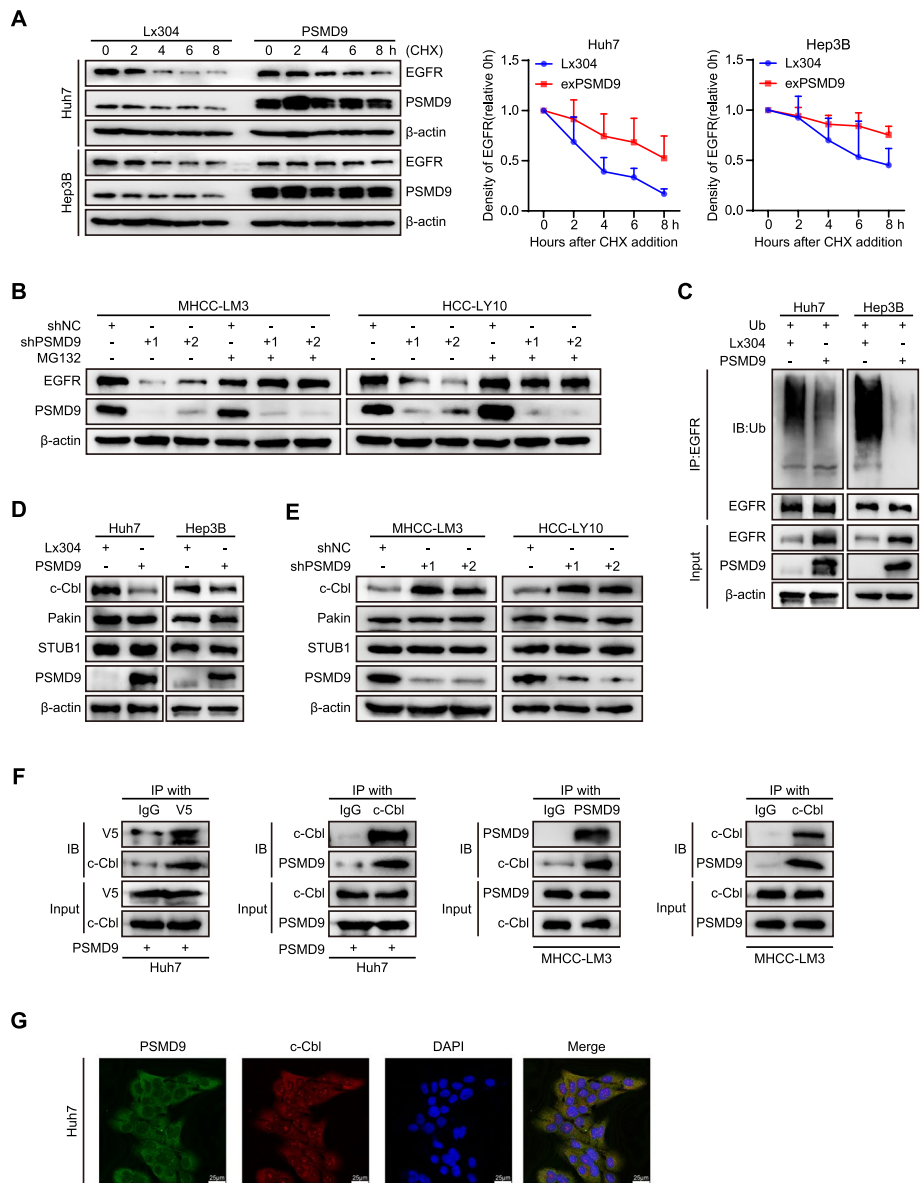 A
Lx304 PSMD9
0 2 4 6 8 0 2 4 6 8 h (CHX)
Huh7
EGFR
PSMD9
β-actin
Hep3B
EGFR
PSMD9
β-actin
Huh7
Lx304
exPSMD9
Density of EGFR(relative 0h)
1.5
1.0
0.5
0.0
0 2 4 6 8 h
Hours after CHX addition
Hep3B
Lx304
exPSMD9
Density of EGFR(relative 0h)
1.5
1.0
0.5
0.0
0 2 4 6 8 h
Hours after CHX addition
B
MHCC-LM3 HCC-LY10
shNC + - - + - - + - - + - -
shPSMD9 - +1 +2 - +1 +2 - +1 +2 - +1 +2
MG132 - - - + + + - - - + + +
EGFR
PSMD9
β-actin
C
Huh7 Hep3B
Ub + + + +
Lx304 + - + -
PSMD9 - + - +
IP:EGFR
IB:Ub
EGFR
Input
EGFR
PSMD9
β-actin
D
Huh7 Hep3B
Lx304 + - + -
PSMD9 - + - +
c-Cbl
Pakin
STUB1
PSMD9
β-actin
E
MHCC-LM3 HCC-LY10
shNC + - - + - -
shPSMD9 - +1 +2 - +1 +2
c-Cbl
Pakin
STUB1
PSMD9
β-actin
F
IP with
IgG V5
IB
V5
c-Cbl
Input
V5
c-Cbl
PSMD9 + +
Huh7
IP with
IgG c-Cbl
IB
c-Cbl
PSMD9
Input
c-Cbl
PSMD9
PSMD9 + +
Huh7
IP with
IgG PSMD9
IB
PSMD9
c-Cbl
Input
PSMD9
c-Cbl
MHCC-LM3
IP with
IgG c-Cbl
IB
c-Cbl
PSMD9
Input
c-Cbl
PSMD9
MHCC-LM3
G
PSMD9 c-Cbl DAPI Merge
Huh7
25μm 25μm 25μm 25μm